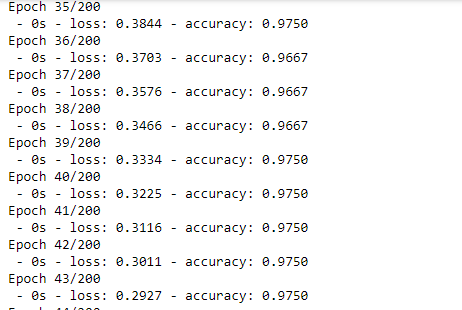 Epoch 35/200
 - 0s - loss: 0.3844 - accuracy: 0.9750
Epoch 36/200
 - 0s - loss: 0.3703 - accuracy: 0.9667
Epoch 37/200
 - 0s - loss: 0.3576 - accuracy: 0.9667
Epoch 38/200
 - 0s - loss: 0.3466 - accuracy: 0.9667
Epoch 39/200
 - 0s - loss: 0.3334 - accuracy: 0.9750
Epoch 40/200
 - 0s - loss: 0.3225 - accuracy: 0.9750
Epoch 41/200
 - 0s - loss: 0.3116 - accuracy: 0.9750
Epoch 42/200
 - 0s - loss: 0.3011 - accuracy: 0.9750
Epoch 43/200
 - 0s - loss: 0.2927 - accuracy: 0.9750